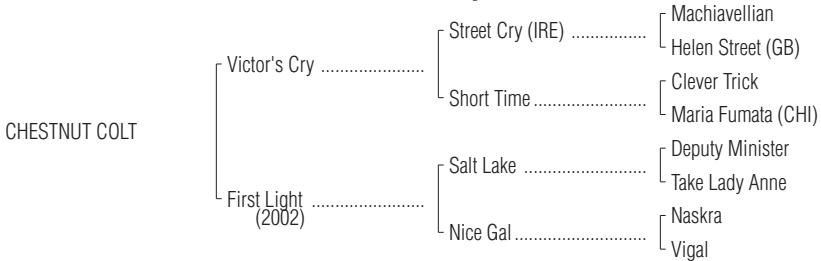 Machiavellian
Street Cry (IRE) ................
Helen Street (GB)
Victor's Cry ......................
Clever Trick
Short Time........................
Maria Fumata (CHI)
CHESTNUT COLT
Deputy Minister
Salt Lake ..........................
Take Lady Anne
First Light ........................
(2002)
Naskra
Nice Gal............................
Vigal